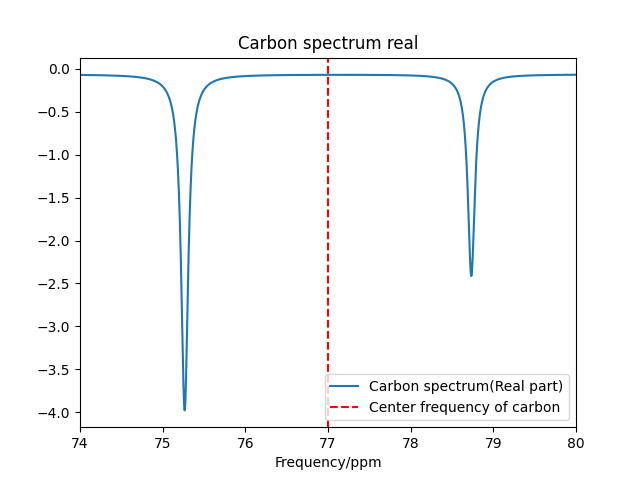 Carbon spectrum real
0.0
−0.5
−1.0
−1.5
−2.0
−2.5
−3.0
−3.5
−4.0
Carbon spectrum(Real part)
Center frequency of carbon
74 75 76 77 78 79 80
Frequency/ppm